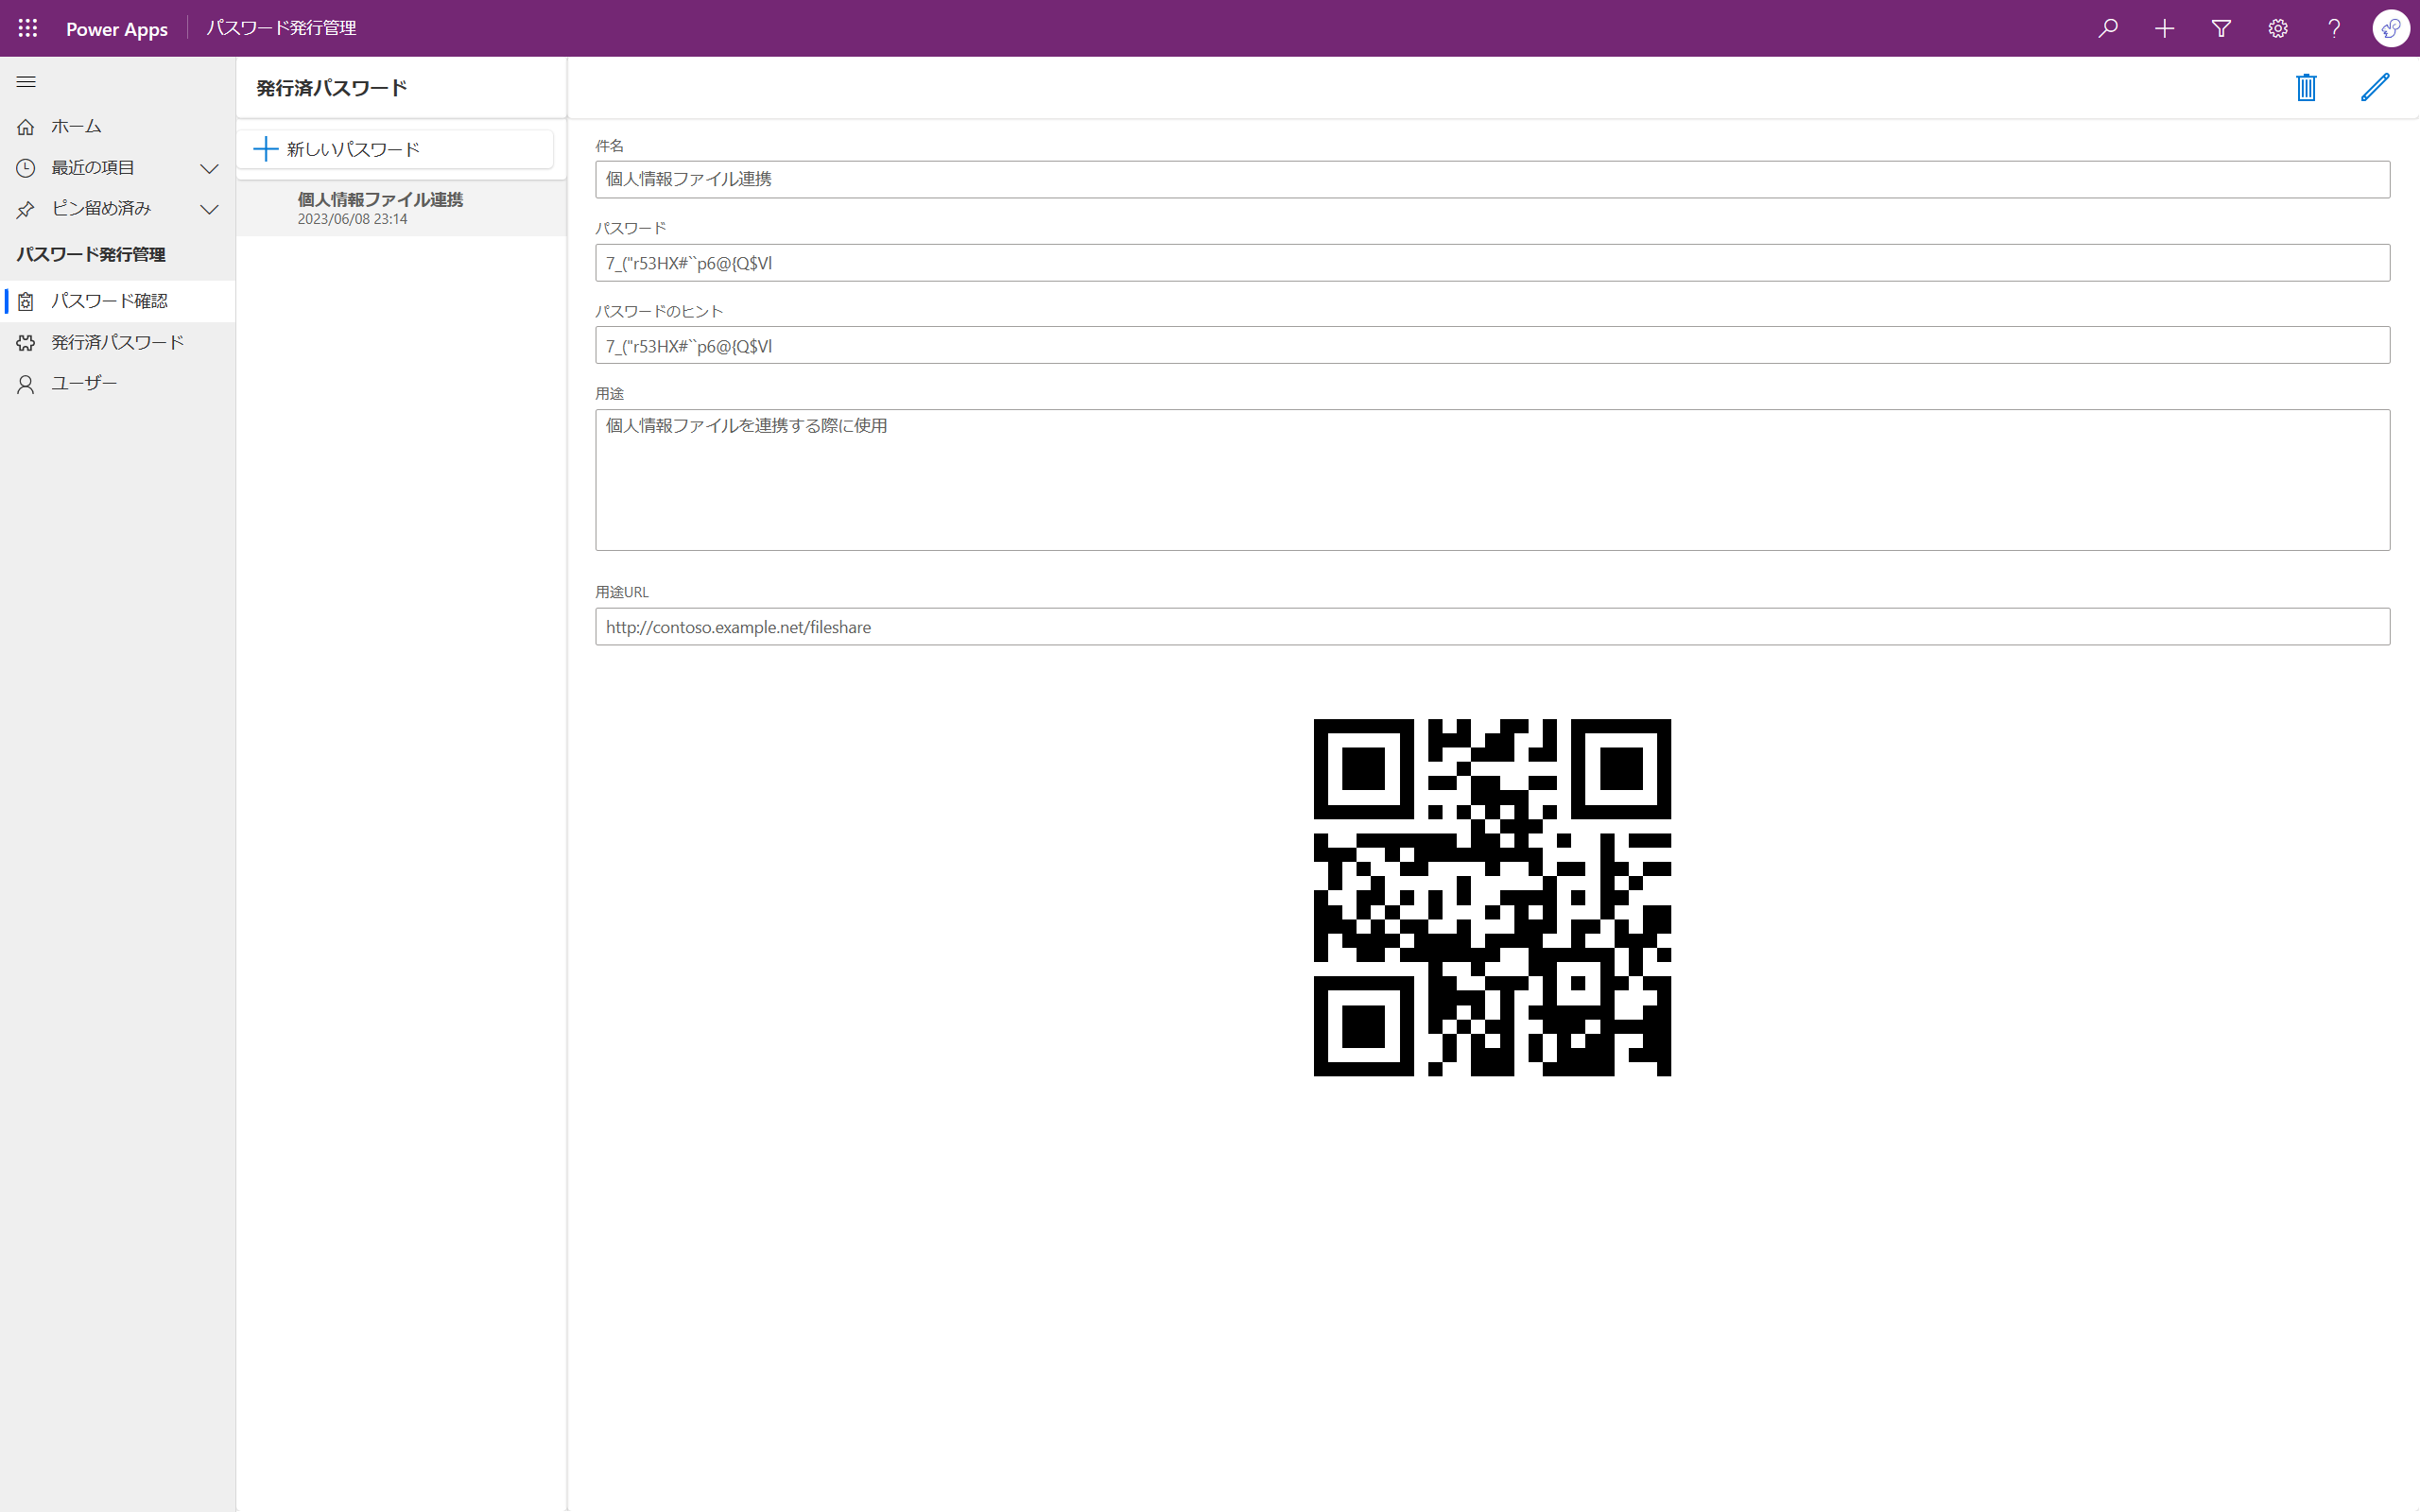 Power Apps
パスワード発行管理
ホーム
最近の項目
ピン留め済み
パスワード発行管理
パスワード確認
発行済パスワード
ユーザー
発行済パスワード
新しいパスワード
個人情報ファイル連携
2023/06/08 23:14
件名
個人情報ファイル連携
パスワード
7_("r53HX#``p6@{Q$Vl
パスワードのヒント
7_("r53HX#``p6@{Q$Vl
用途
個人情報ファイルを連携する際に使用
用途URL
http://contoso.example.net/fileshare